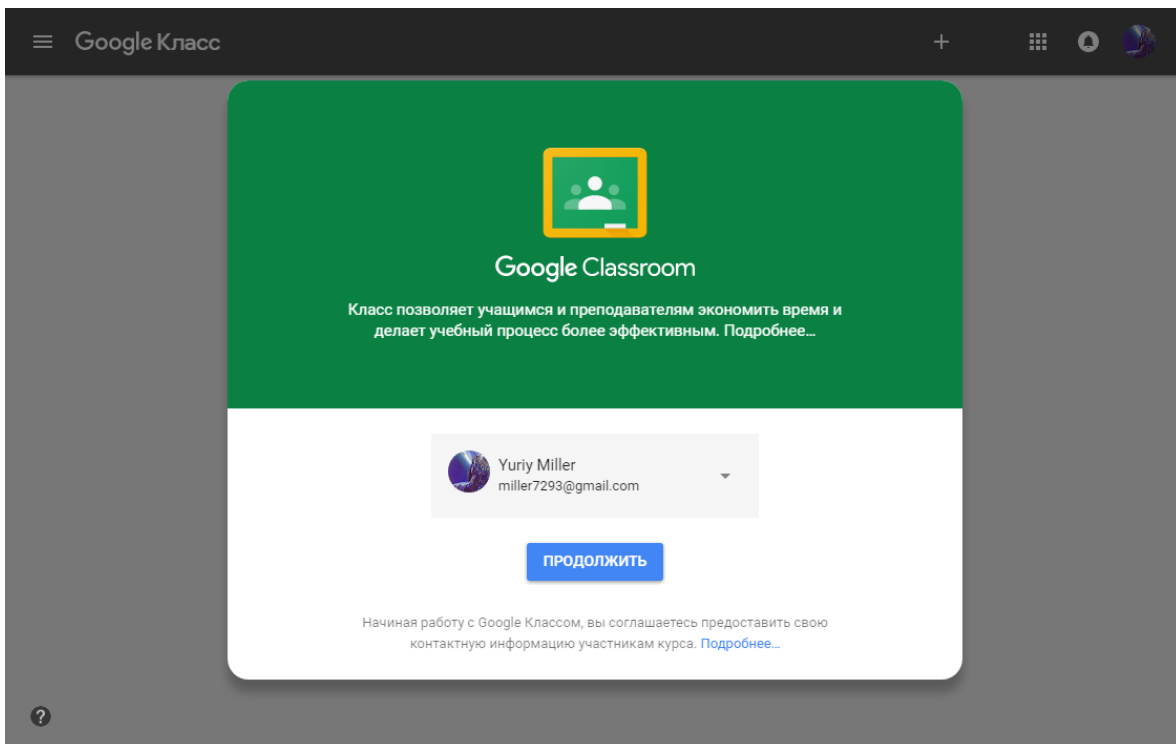 Google Класс
Google Classroom
Класс позволяет учащимся и преподавателям экономить время и
делает учебный процесс более эффективным. Подробнее...
Yuriy Miller
miller7293@gmail.com
ПРОДОЛЖИТЬ
Начиная работу с Google Классом, вы соглашаетесь предоставить свою
контактную информацию участникам курса. Подробнее...
?